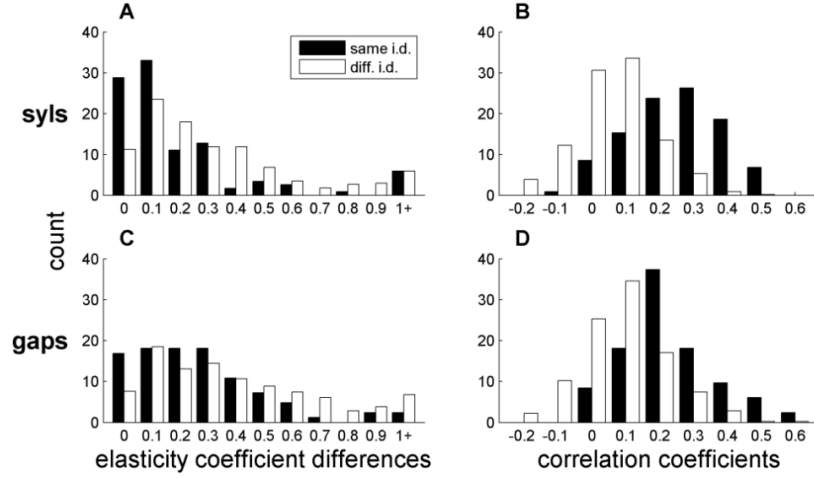 A
B
same i.d.
diff. i.d.
syls
40
30
20
10
0
0 0.1 0.2 0.3 0.4 0.5 0.6 0.7 0.8 0.9 1+
40
30
20
10
0
-0.2 -0.1 0 0.1 0.2 0.3 0.4 0.5 0.6
count
C
D
gaps
40
30
20
10
0
0 0.1 0.2 0.3 0.4 0.5 0.6 0.7 0.8 0.9 1+
elasticity coefficient differences
40
30
20
10
0
-0.2 -0.1 0 0.1 0.2 0.3 0.4 0.5 0.6
correlation coefficients